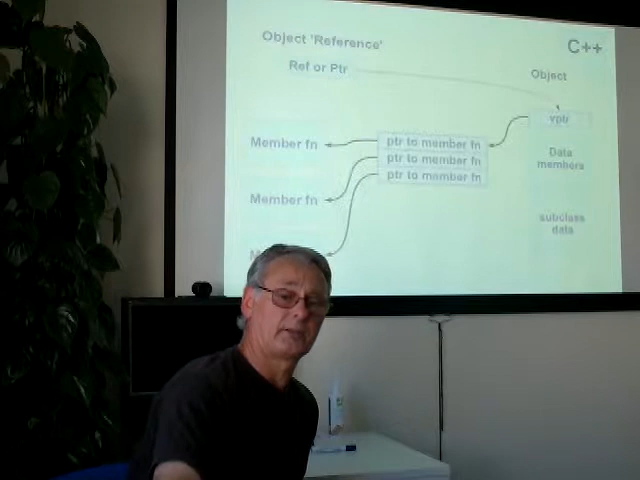 Object 'Reference'
C++
Ref or Ptr
Object
vptr
Member fn
ptr to member fn
ptr to member fn
ptr to member fn
Data
members
Member fn
subclass
data